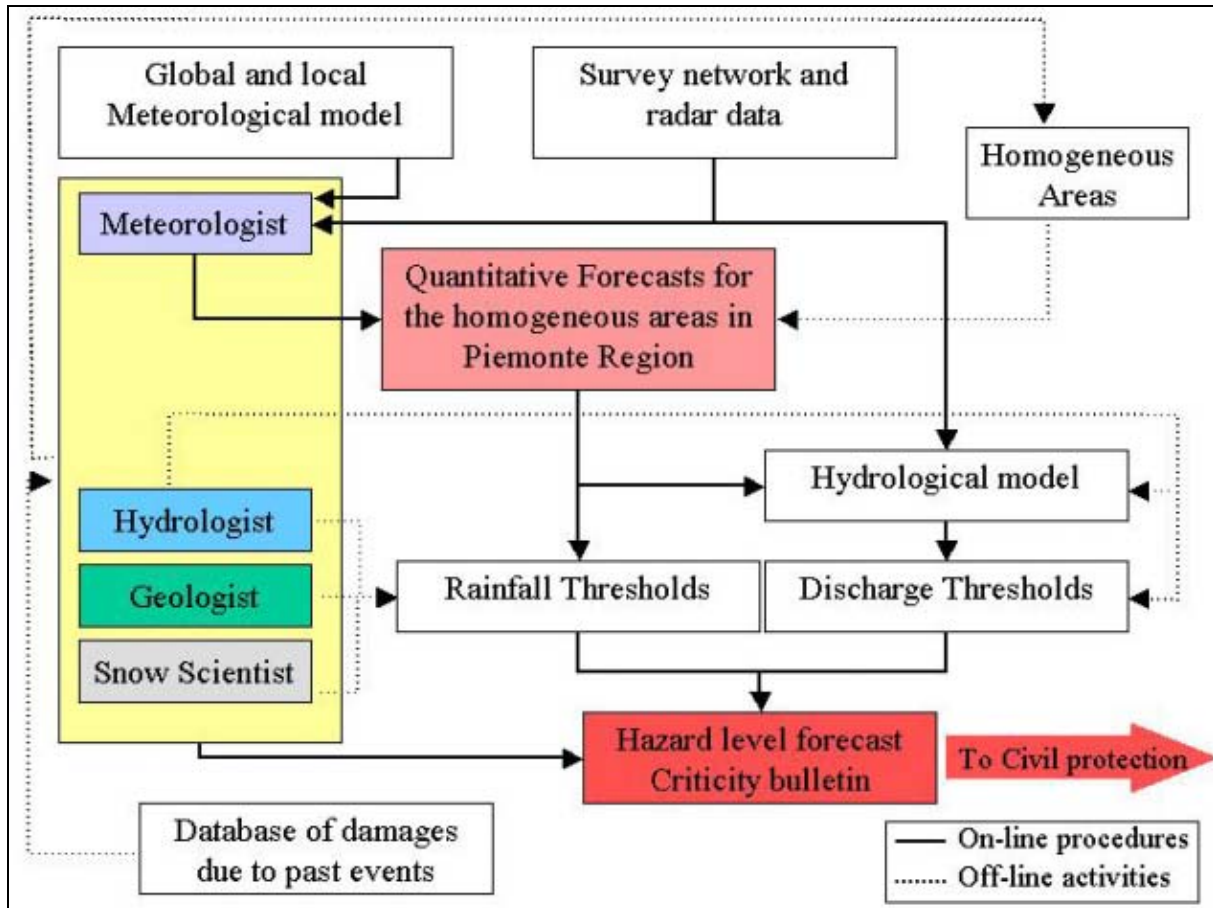 Global and local
Meteorological model
Survey network and
radar data
Homogeneous
Areas
Meteorologist
Quantitative Forecasts for
the homogeneous areas in
Piemonte Region
Hydrological model
Hydrologist
Geologist
Snow Scientist
Rainfall Thresholds
Discharge Thresholds
Hazard level forecast
Criticity bulletin
To Civil protection
Database of damages
due to past events
On-line procedures
Off-line activities